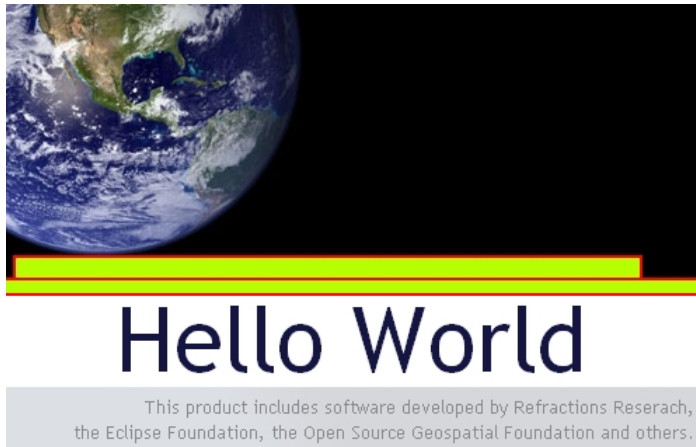 Hello World
This product includes software developed by Refractions Reserach,
the Eclipse Foundation, the Open Source Geospatial Foundation and others.